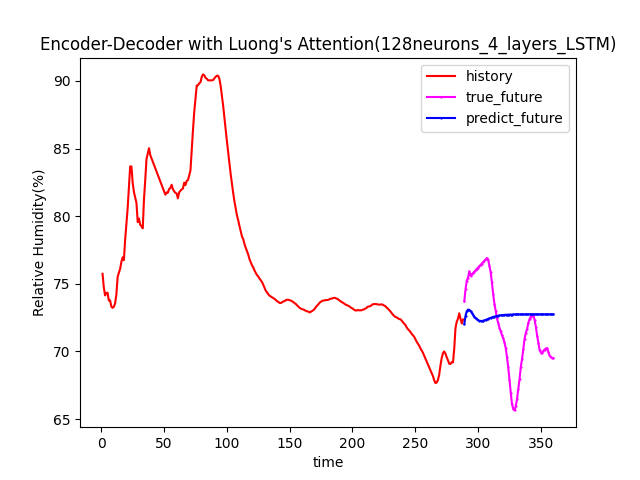 Encoder-Decoder with Luong's Attention(128neurons_4_layers_LSTM)
history
true_future
predict_future
Relative Humidity(%)
90
85
80
75
70
65
0 50 100 150 200 250 300 350
time